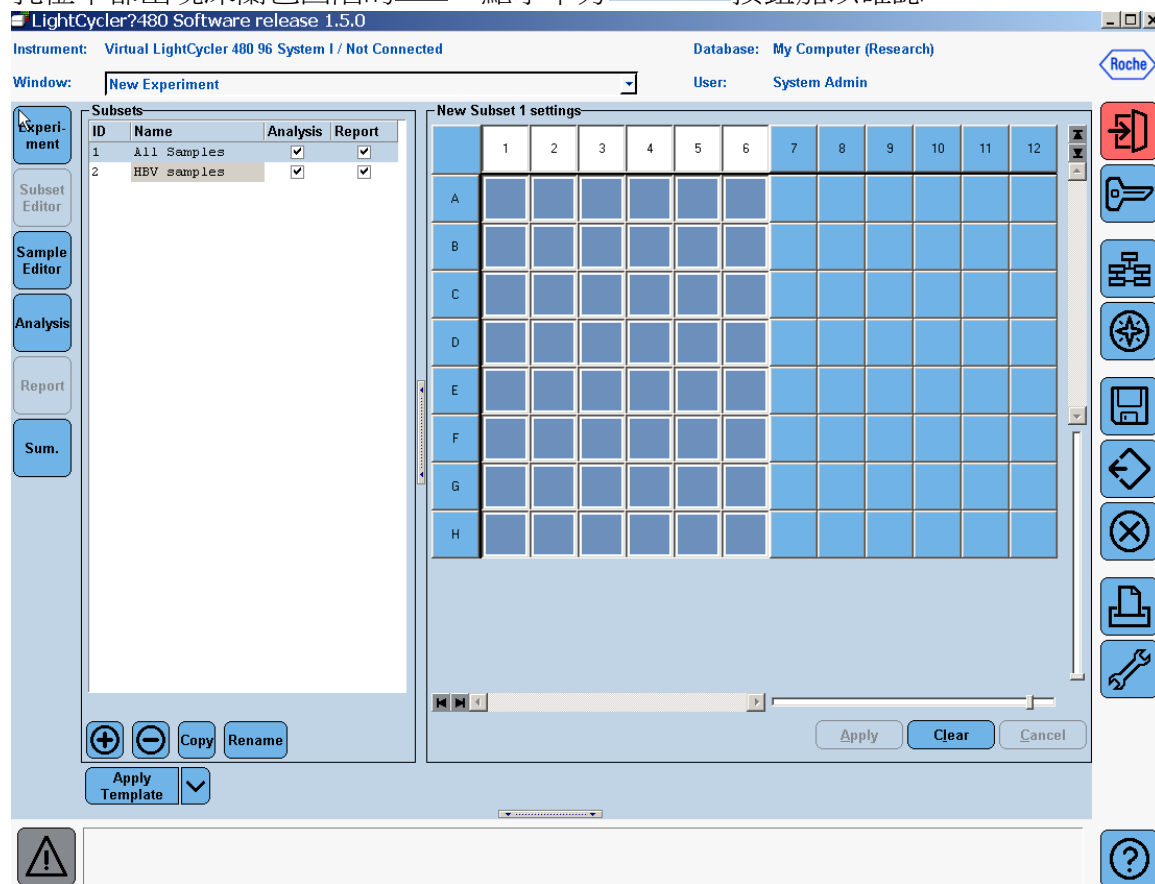 LightCycler?480 Software release 1.5.0
Instrument: Virtual LightCycler 480 96 System I / Not Connected Database: My Computer (Research)
Window: New Experiment User: System Admin
Roche
Experi-
ment
Subset
Editor
Sample
Editor
Analysis
Report
Sum.
Subsets
ID Name Analysis Report
1 All Samples
2 HBV samples
Copy Rename
Apply
Template
New Subset 1 settings
1 2 3 4 5 6 7 8 9 10 11 12
A
B
C
D
E
F
G
H
Apply Clear Cancel